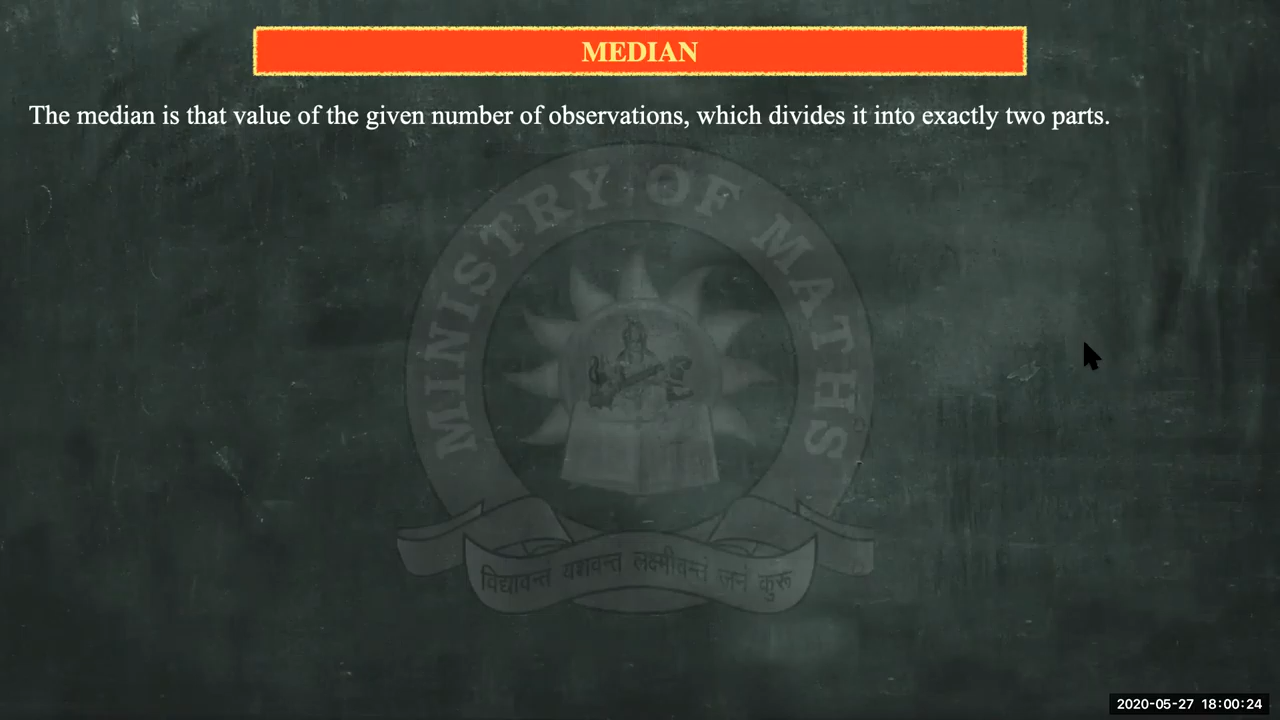 MEDIAN
The median is that value of the given number of observations, which divides it into exactly two parts.
MINISTRY OF MATHS
विद्यावन्तं यशवन्तं लक्ष्मीवन्तं जनं कुरू
2020-05-27 18:00:24